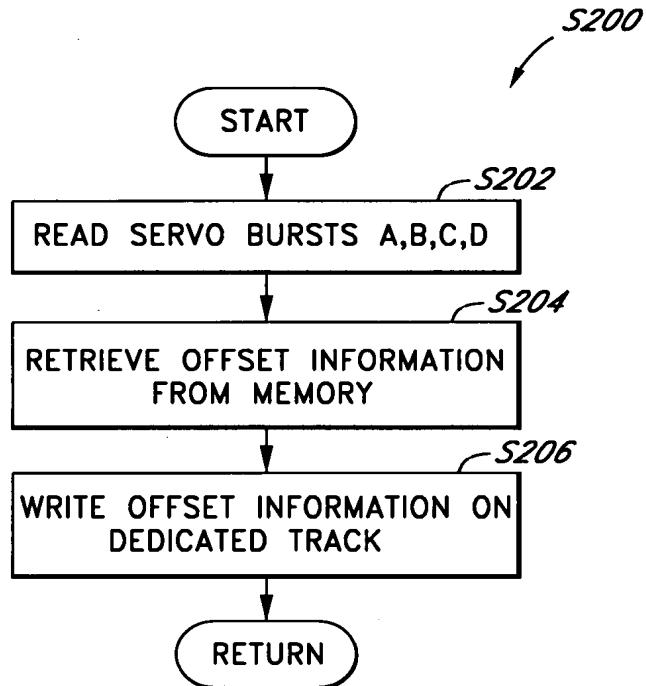 S200
START
S202
READ SERVO BURSTS A,B,C,D
S204
RETRIEVE OFFSET INFORMATION
FROM MEMORY
S206
WRITE OFFSET INFORMATION ON
DEDICATED TRACK
RETURN